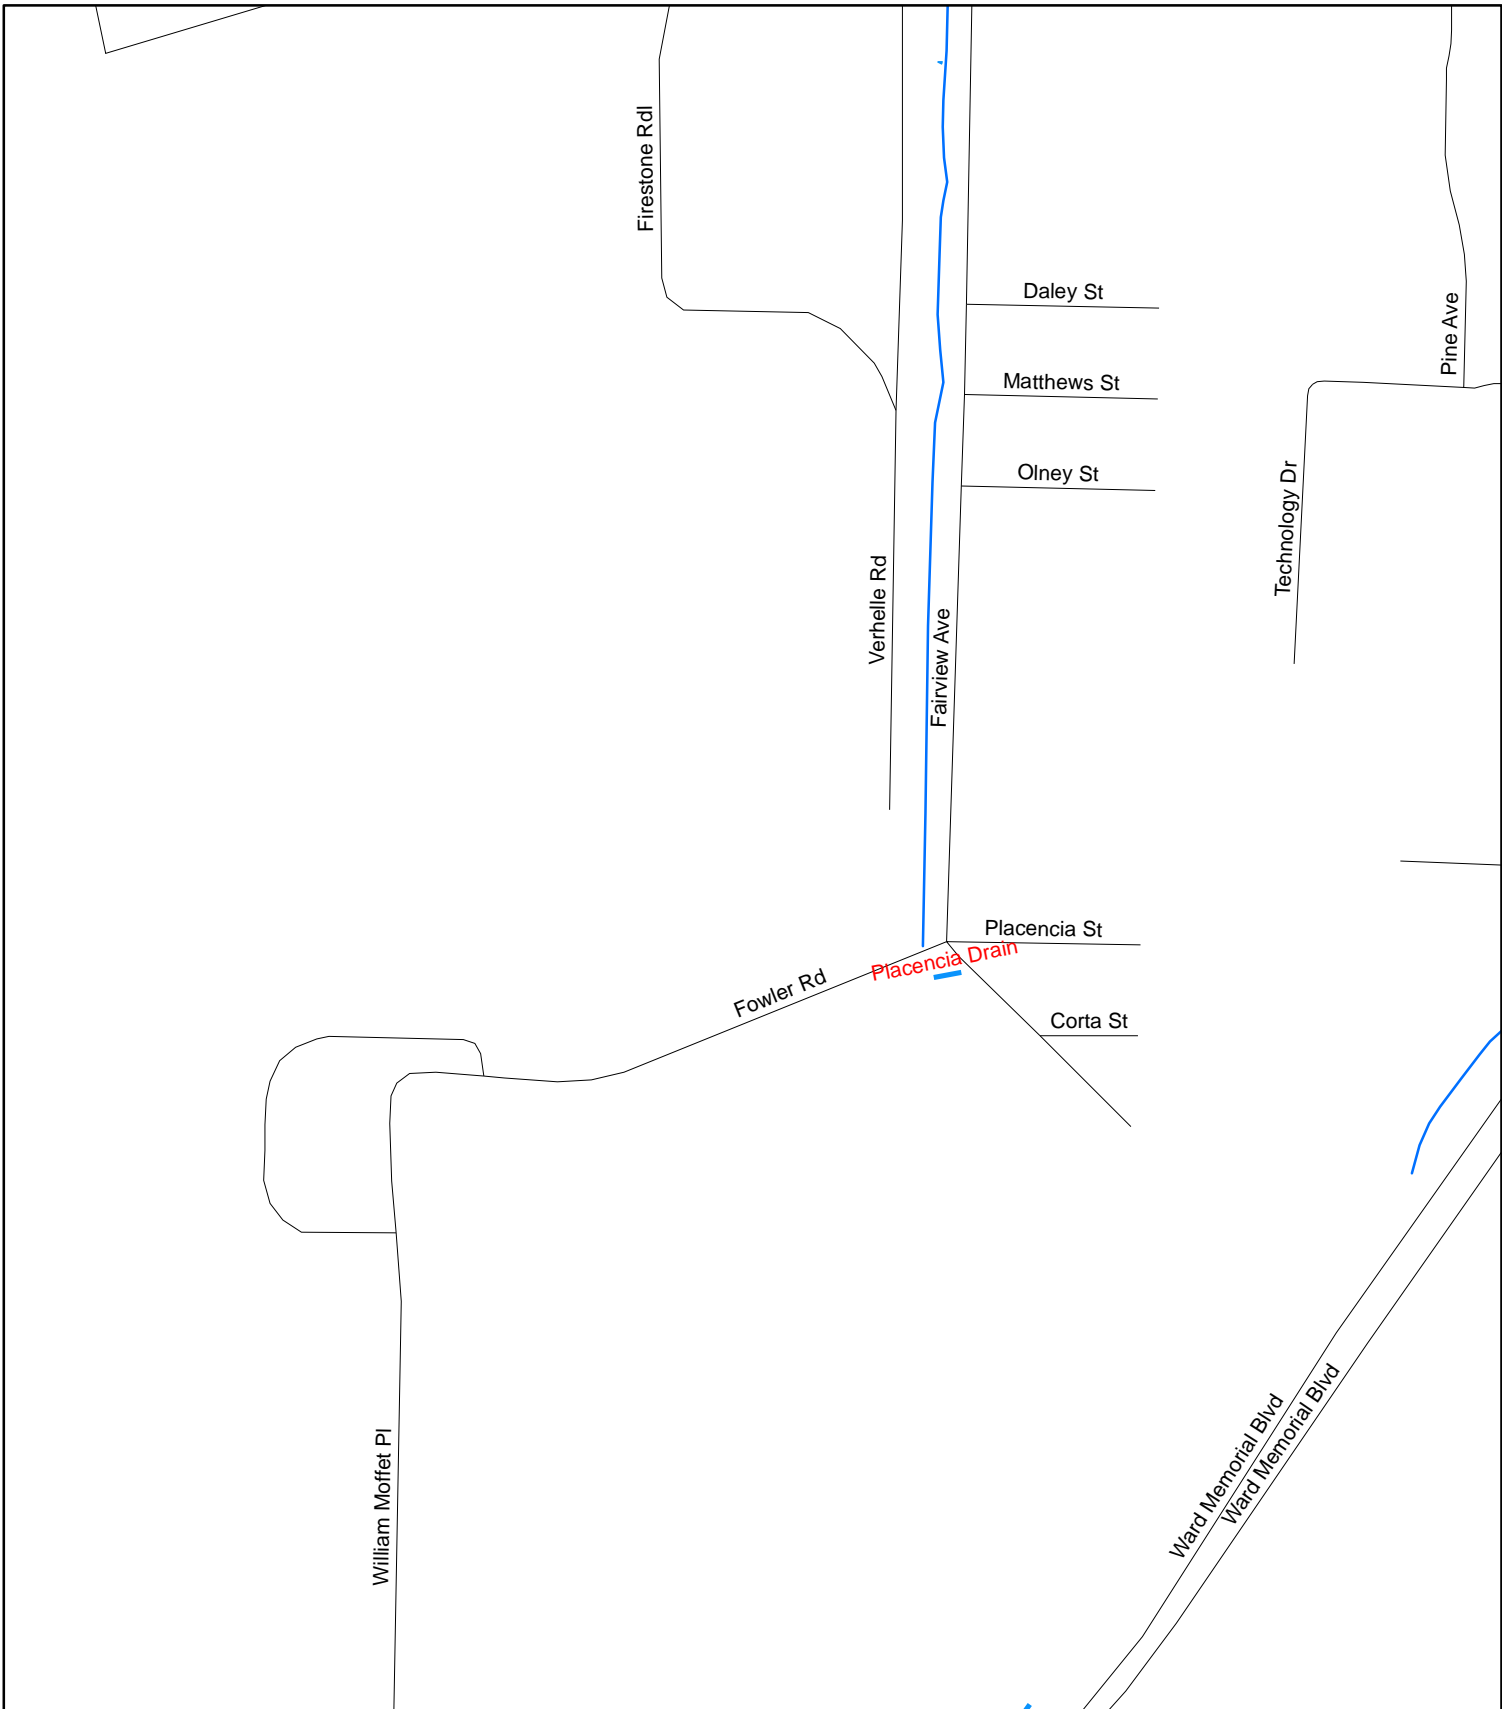 Firestone Rdl
Daley St
Pine Ave
Matthews St
Olney St
Technology Dr
Verhelle Rd
Fairview Ave
Placencia St
Placencia Drain
Fowler Rd
Corta St
Ward Memorial Blvd
Ward Memorial Blvd
William Moffet Pl